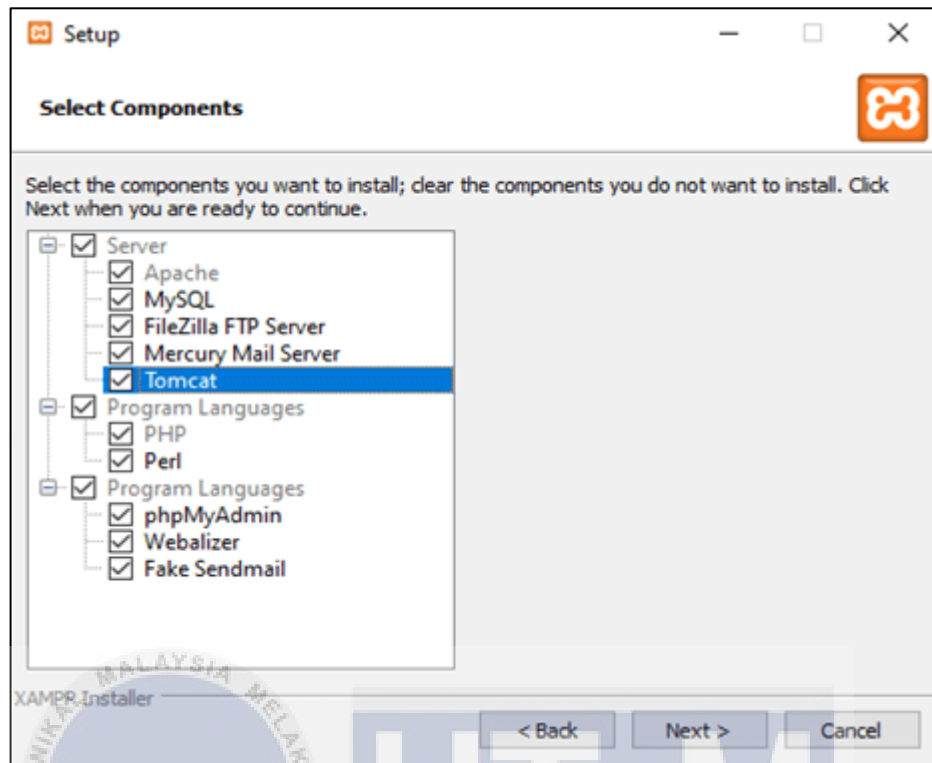 Setup
Select Components
Select the components you want to install; clear the components you do not want to install. Click
Next when you are ready to continue.
Server
Apache
MySQL
FileZilla FTP Server
Mercury Mail Server
Tomcat
Program Languages
PHP
Perl
Program Languages
phpMyAdmin
Webalizer
Fake Sendmail
MALAYSIA
XAMPP Installer
< Back
Next >
Cancel